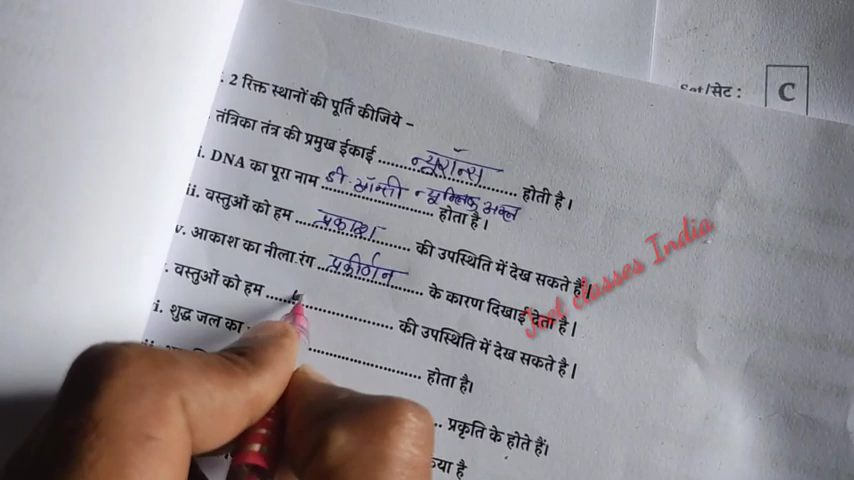 Set/सेट : C
. 2 रिक्त स्थानों की पूर्ति कीजिये -
. तंत्रिका तंत्र की प्रमुख ईकाई ..... न्यूरॉन्स ..... होती है ।
i. DNA का पूरा नाम ..... डी ऑक्सी न्यूक्लिक अम्ल ..... होता है ।
ii. वस्तुओं को हम ..... प्रकाश ..... की उपस्थिति में देख सकते हैं ।
v. आकाश का नीला रंग ..... प्रकीर्णन ..... के कारण दिखाई देता है ।
. वस्तुओं को हम .......... की उपस्थिति में देख सकते है ।
i. शुद्ध जल का .......... होता है।
.. प्रकृति के होते हैं।
है
Jeet classes India